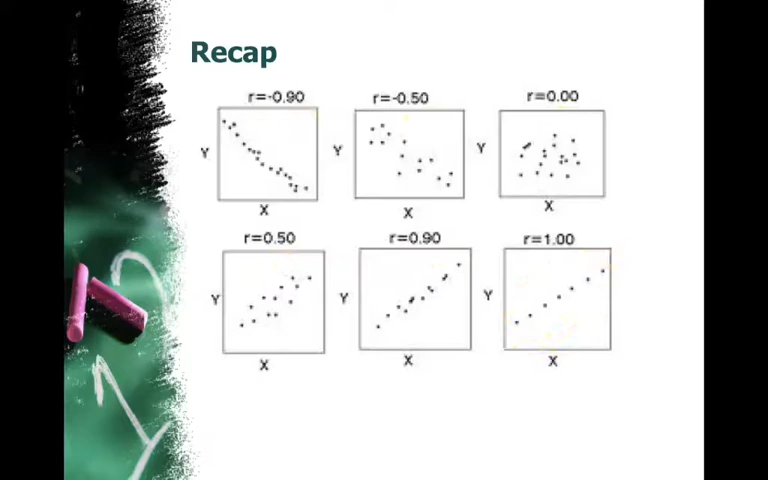 Recap
r=-0.90
r=-0.50
r=0.00
Y
Y
Y
X
X
X
r=0.50
r=0.90
r=1.00
Y
Y
Y
X
X
X